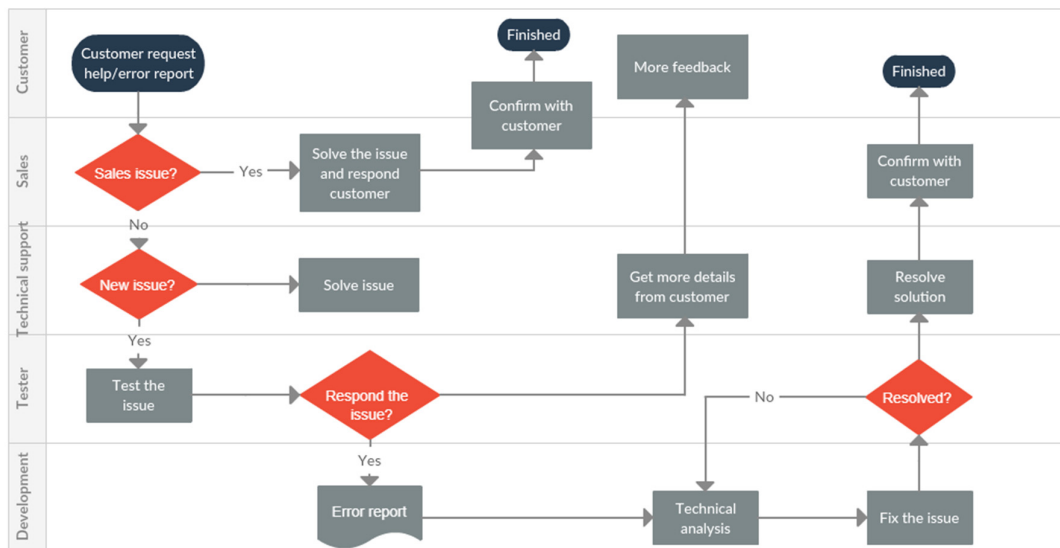 Customer
Customer request
help/error report
Finished
Confirm with
customer
More feedback
Finished
Sales
Sales issue?
Yes
Solve the issue
and respond
customer
Confirm with
customer
No
Technical support
New issue?
Solve issue
Get more details
from customer
Resolve
solution
Yes
Tester
Test the
issue
Respond the
issue?
No
Resolved?
Yes
Development
Error report
Technical
analysis
Fix the issue